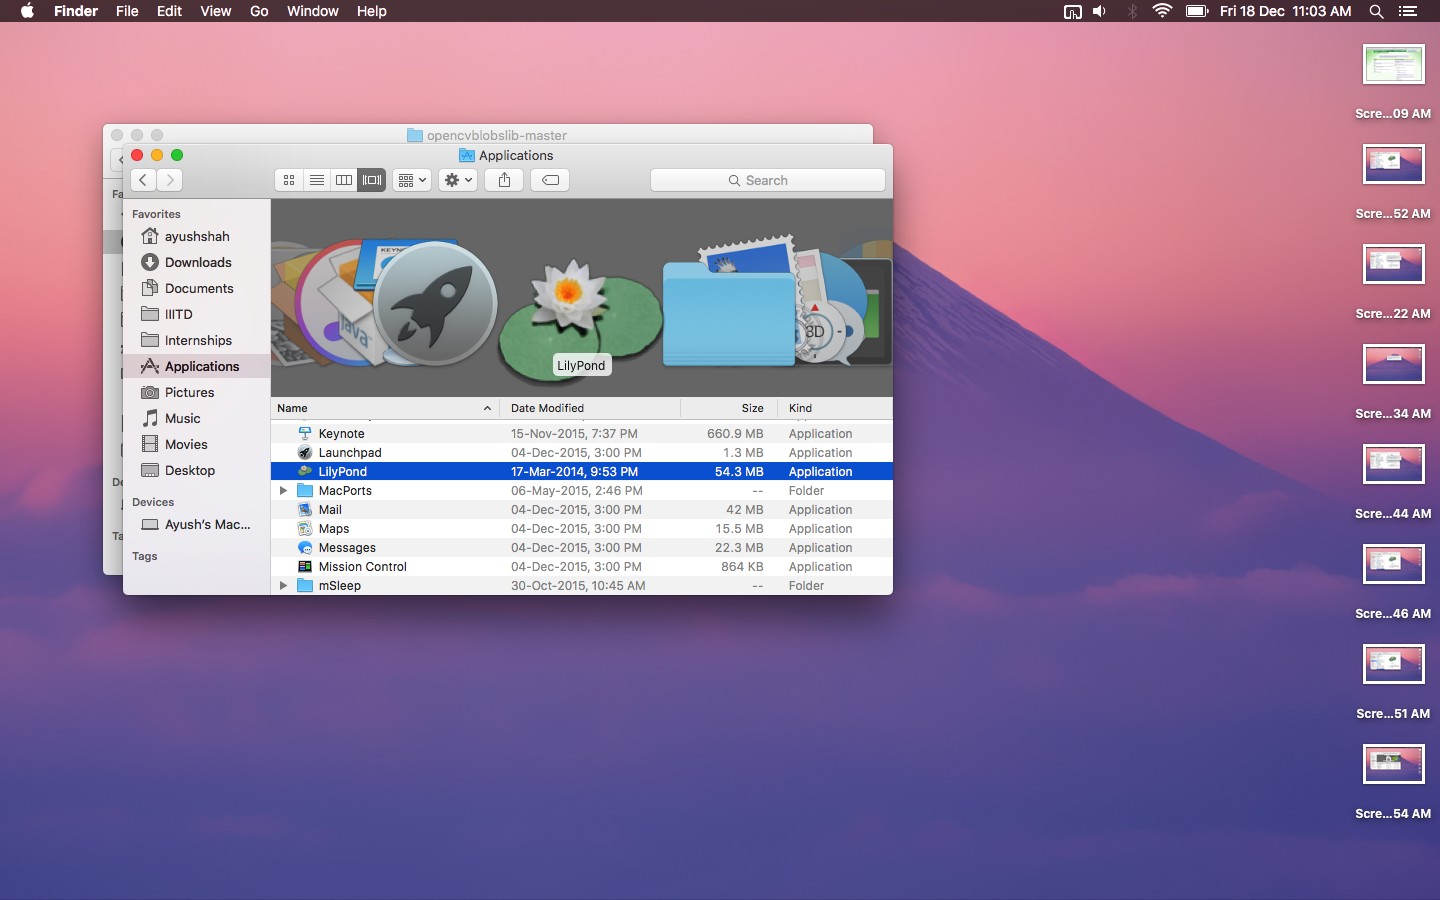 Finder File Edit View Go Window Help Fri 18 Dec 11:03 AM
opencvblobslib-master
Applications
Search
Fa
Favorites
ayushshah
Downloads
Documents
IIITD
Internships
Applications
Pictures
Music
Movies
Desktop
De
Devices
Ayush's Mac...
Ta
Tags
KEYNO
Java
3D
LilyPond
Name Date Modified Size Kind
Keynote 15-Nov-2015, 7:37 PM 660.9 MB Application
Launchpad 04-Dec-2015, 3:00 PM 1.3 MB Application
LilyPond 17-Mar-2014, 9:53 PM 54.3 MB Application
MacPorts 06-May-2015, 2:46 PM -- Folder
Mail 04-Dec-2015, 3:00 PM 42 MB Application
Maps 04-Dec-2015, 3:00 PM 15.5 MB Application
Messages 04-Dec-2015, 3:00 PM 22.3 MB Application
Mission Control 04-Dec-2015, 3:00 PM 864 KB Application
mSleep 30-Oct-2015, 10:45 AM -- Folder
Scre...09 AM
Scre...52 AM
Scre...22 AM
Scre...34 AM
Scre...44 AM
Scre...46 AM
Scre...51 AM
Scre...54 AM